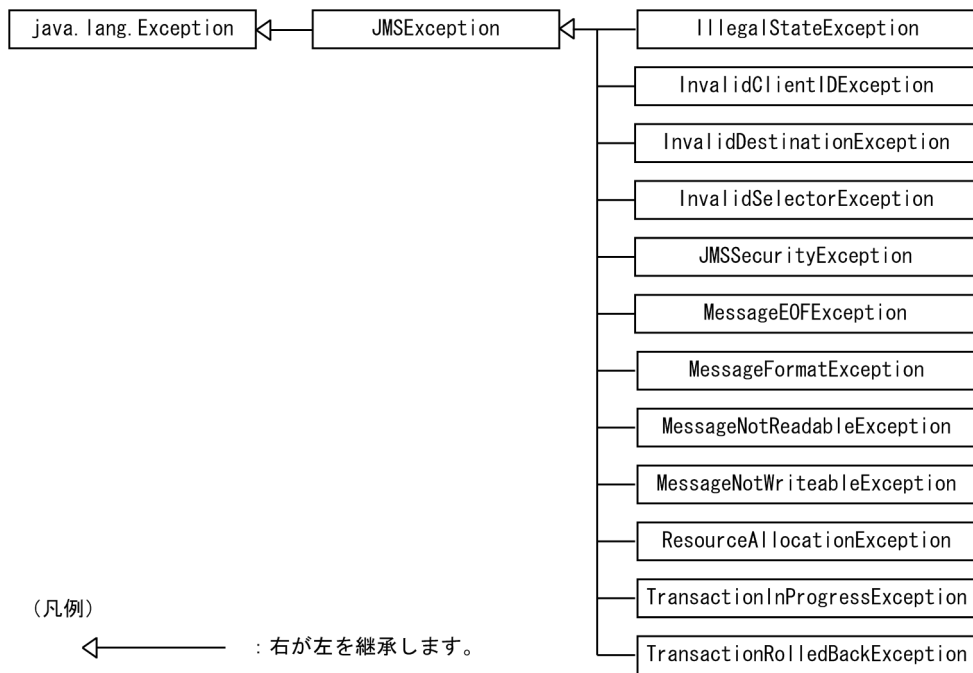 java.lang.Exception
JMSException
IllegalStateException
InvalidClientIDException
InvalidDestinationException
InvalidSelectorException
JMSSecurityException
MessageEOFException
MessageFormatException
MessageNotReadableException
MessageNotWriteableException
ResourceAllocationException
TransactionInProgressException
TransactionRolledBackException
(凡例)
:右が左を継承します。